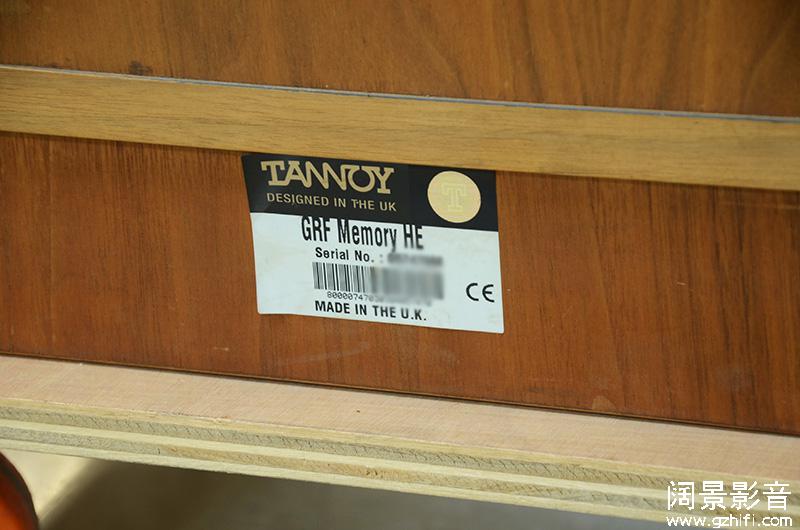 TANNOY
DESIGNED IN THE UK
T
GRF Memory HE
Serial No. :
MADE IN THE U.K.
CE
阔景影音
www.gzhifi.com